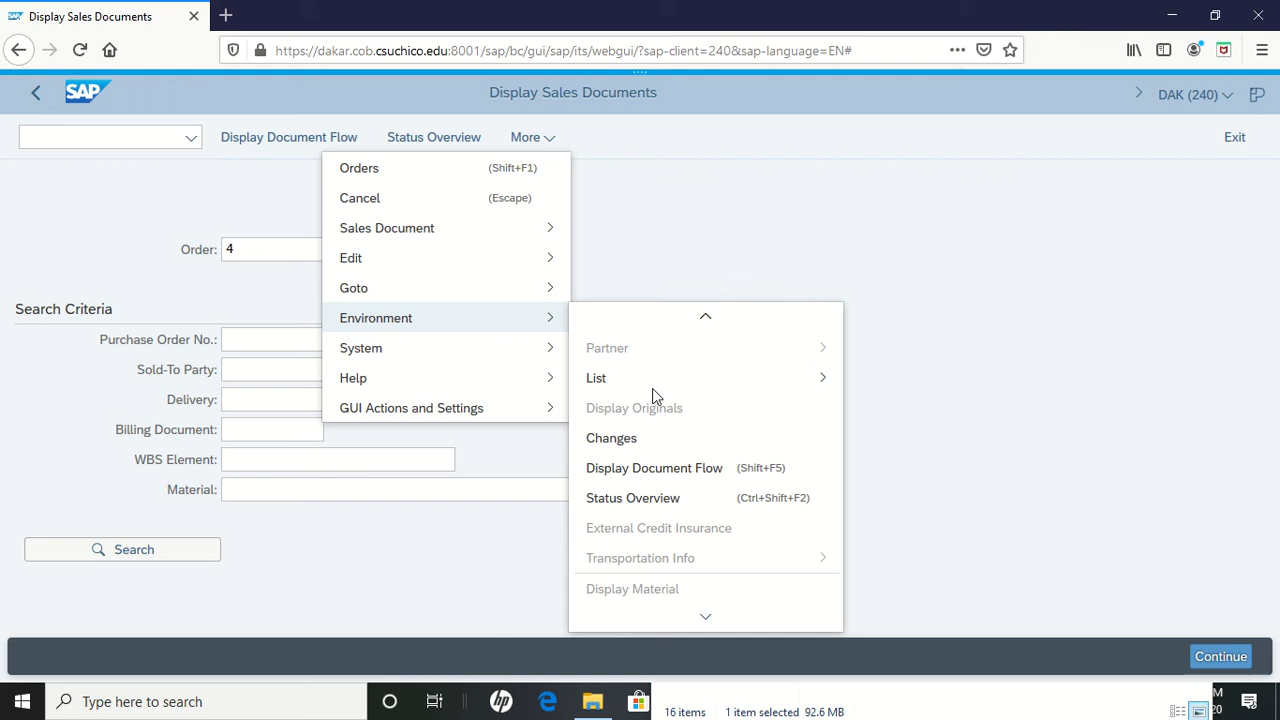 Display Sales Documents
https://dakar.cob.csuchico.edu:8001/sap/bc/gui/sap/its/webgui/?sap-client=240&sap-language=EN#
SAP
Display Sales Documents
DAK (240)
Display Document Flow
Status Overview
More
Exit
Orders (Shift+F1)
Cancel (Escape)
Sales Document
Order: 4
Edit
Goto
Search Criteria
Environment
Purchase Order No.:
System
Partner
Sold-To Party:
Help
List
Delivery:
GUI Actions and Settings
Display Originals
Billing Document:
Changes
WBS Element:
Display Document Flow (Shift+F5)
Material:
Status Overview (Ctrl+Shift+F2)
External Credit Insurance
Search
Transportation Info
Display Material
Continue
Type here to search
hp
16 items 1 item selected 92.6 MB
M
20